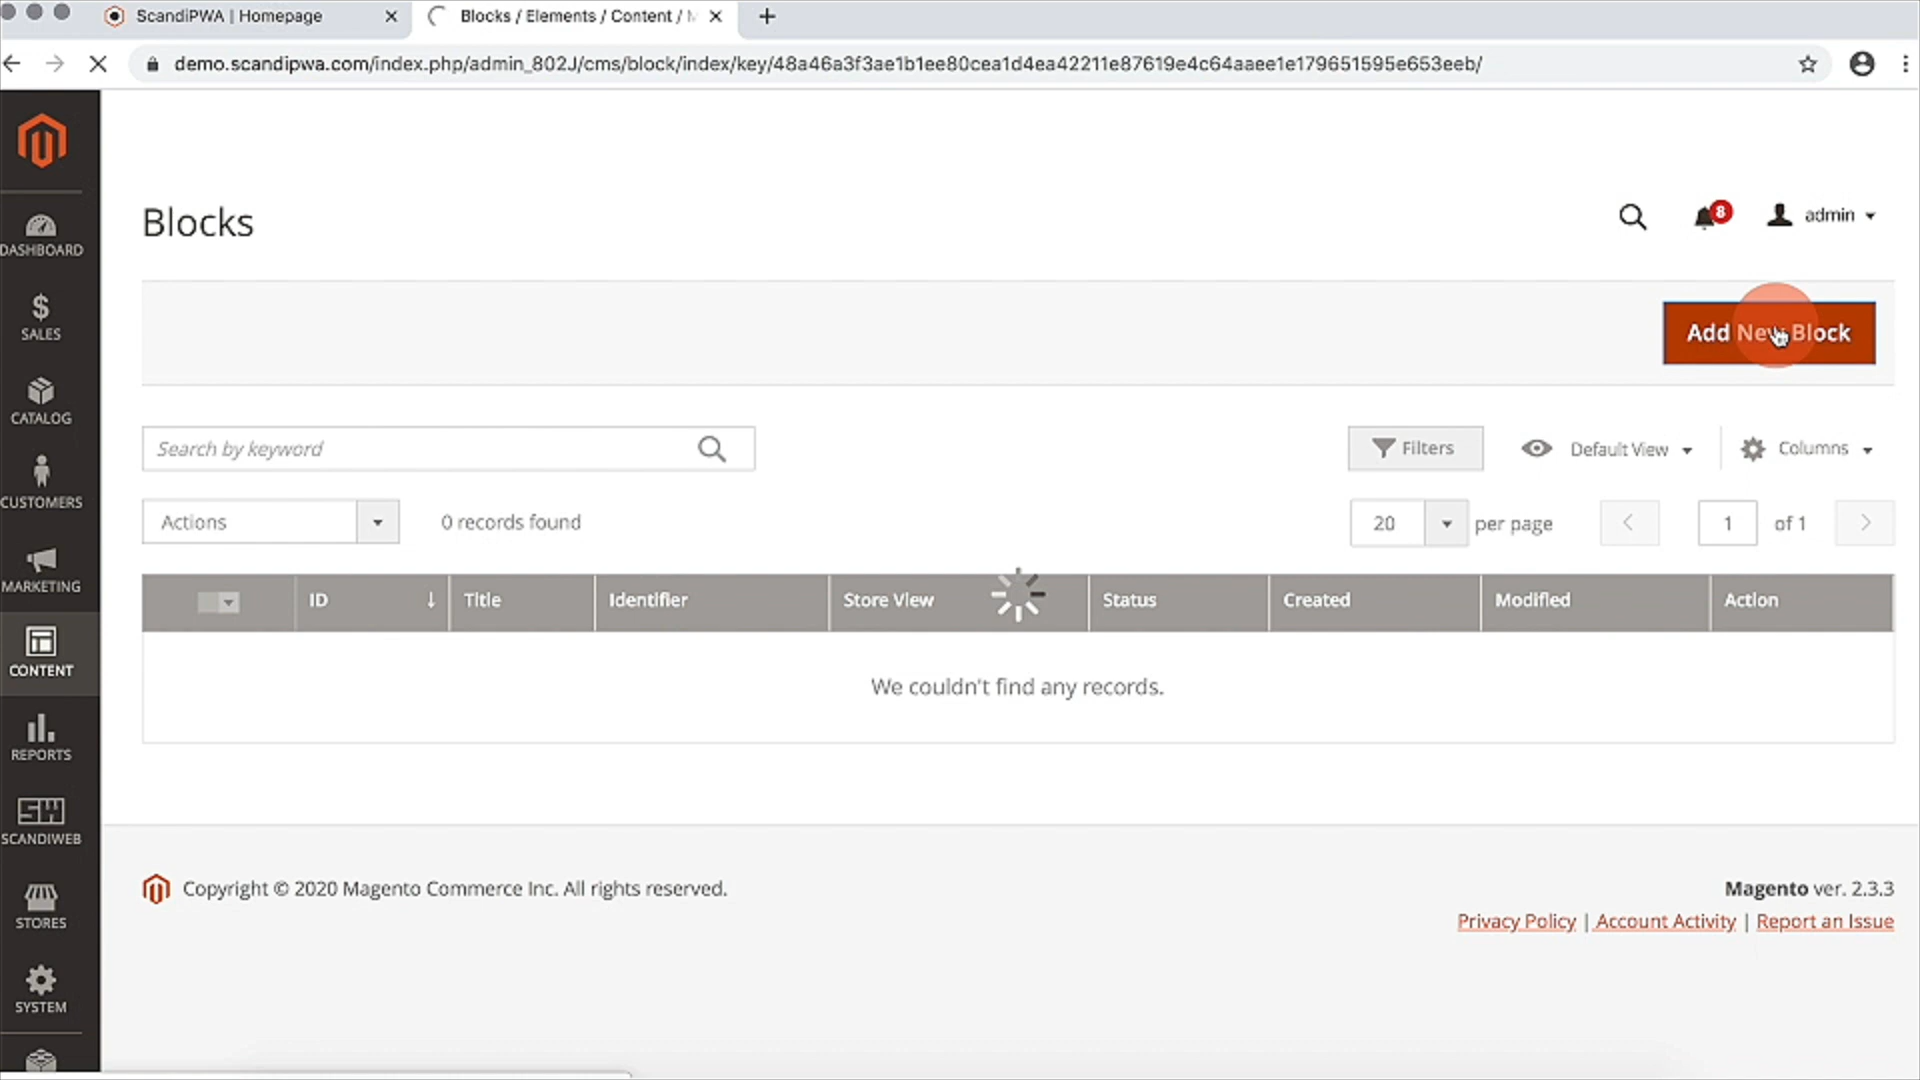 ScandiPWA | Homepage
Blocks / Elements / Content /
demo.scandipwa.com/index.php/admin_802J/cms/block/index/key/48a46a3f3ae1b1ee80cea1d4ea42211e87619e4c64aaee1e179651595e653eeb/
DASHBOARD
SALES
CATALOG
CUSTOMERS
MARKETING
CONTENT
REPORTS
SCANDIWEB
STORES
SYSTEM
Blocks
8
admin
Add New Block
Search by keyword
Filters
Default View
Columns
Actions
0 records found
20
per page
1
of 1
ID ↓ Title Identifier Store View Status Created Modified Action
We couldn't find any records.
Copyright © 2020 Magento Commerce Inc. All rights reserved.
Magento ver. 2.3.3
Privacy Policy | Account Activity | Report an Issue